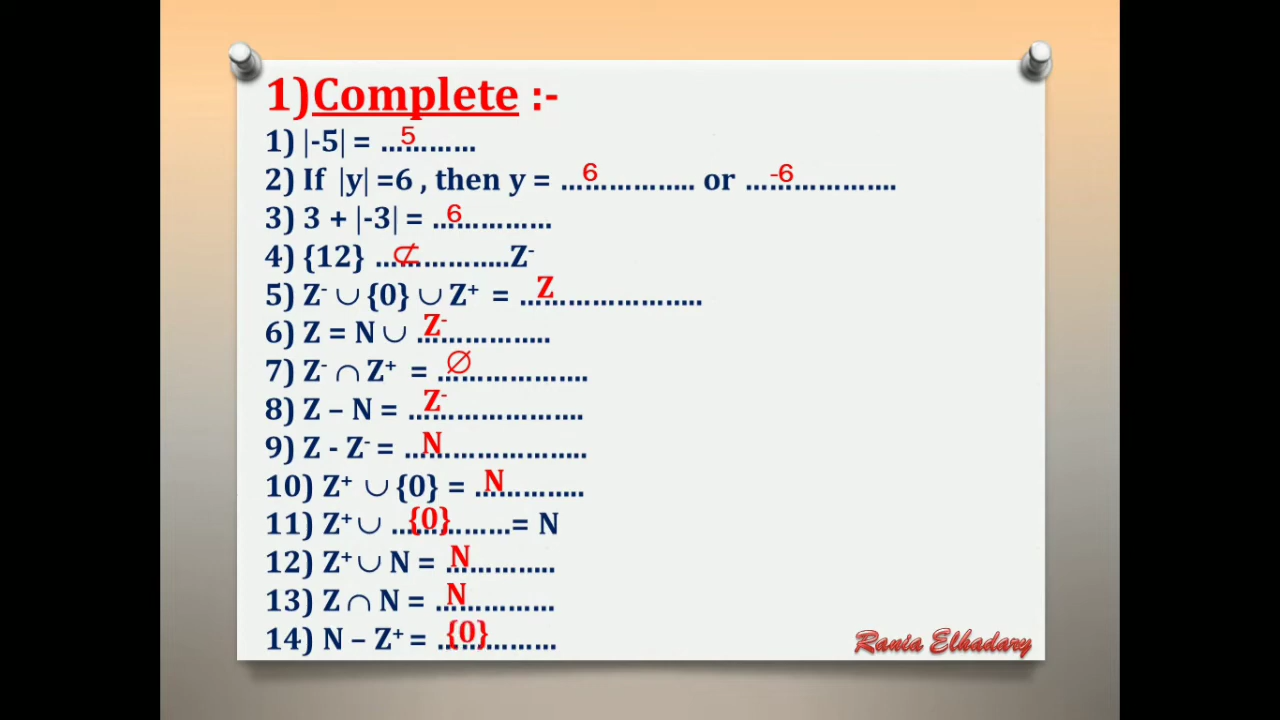 1)Complete :-
1) |-5| = …5………
2) If |y| =6 , then y = …6………….. or …-6…………….
3) 3 + |-3| = …6…………
4) {12} …⊄…………..Z⁻
5) Z⁻ ∪ {0} ∪ Z⁺ = …Z………………..
6) Z = N ∪ …Z⁻…………..
7) Z⁻ ∩ Z⁺ = …∅…………….
8) Z – N = …Z⁻……………….
9) Z - Z⁻ = …N………………..
10) Z⁺ ∪ {0} = …N………..
11) Z⁺ ∪ …{0}…………= N
12) Z⁺ ∪ N = …N………..
13) Z ∩ N = …N…………
14) N – Z⁺ = …{0}…………
Rania Elhadary